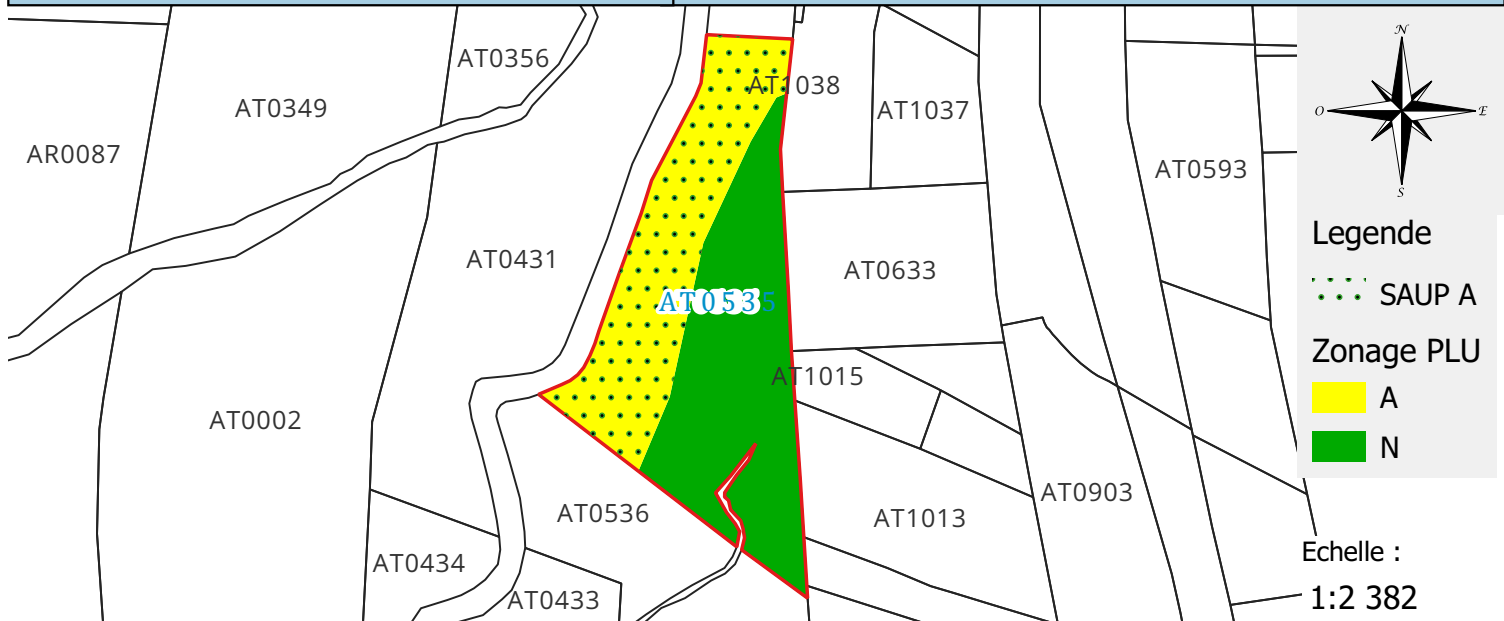 N
O
E
S
AT0356
AT0349
AT1038
AT1037
AR0087
AT0593
AT0431
AT0633
AT0535
AT1015
AT0002
AT0903
AT0536
AT1013
AT0434
AT0433
Legende
SAUP A
Zonage PLU
A
N
Echelle :
1:2 382